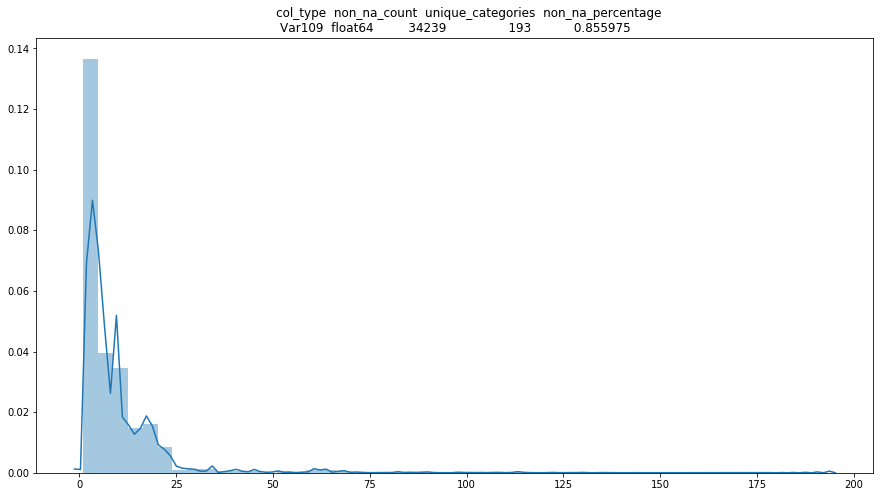 col_type non_na_count unique_categories non_na_percentage
Var109 float64 34239 193 0.855975
0.14
0.12
0.10
0.08
0.06
0.04
0.02
0.00
0 25 50 75 100 125 150 175 200